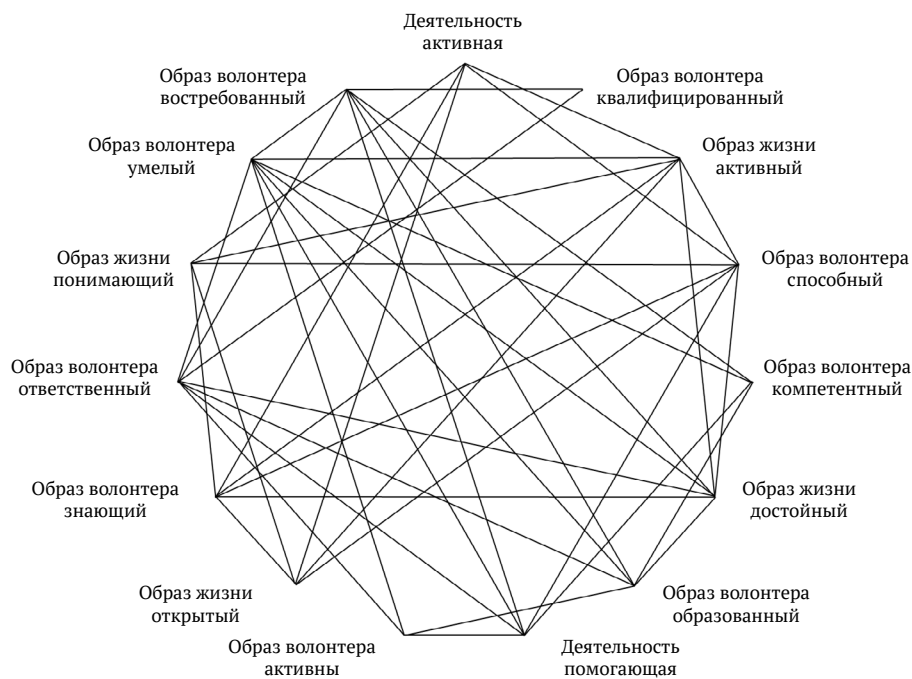 Деятельность
активная
Образ волонтера
востребованный
Образ волонтера
квалифицированный
Образ волонтера
умелый
Образ жизни
активный
Образ жизни
понимающий
Образ волонтера
способный
Образ волонтера
ответственный
Образ волонтера
компетентный
Образ волонтера
знающий
Образ жизни
достойный
Образ жизни
открытый
Образ волонтера
образованный
Образ волонтера
активны
Деятельность
помогающая